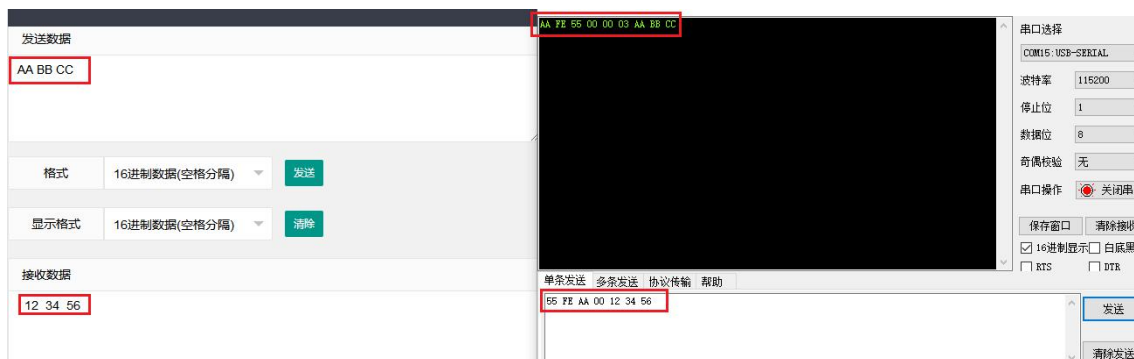 发送数据
AA BB CC
格式
16进制数据(空格分隔)
发送
显示格式
16进制数据(空格分隔)
清除
接收数据
12 34 56
AA FE 55 00 00 03 AA BB CC
串口选择
COM15:USB-SERIAL
波特率
115200
停止位
1
数据位
8
奇偶校验
无
串口操作
关闭串
保存窗口
清除接收
16进制显示
白底黑
RTS
DTR
单条发送
多条发送
协议传输
帮助
55 FE AA 00 12 34 56
发送
清除发送